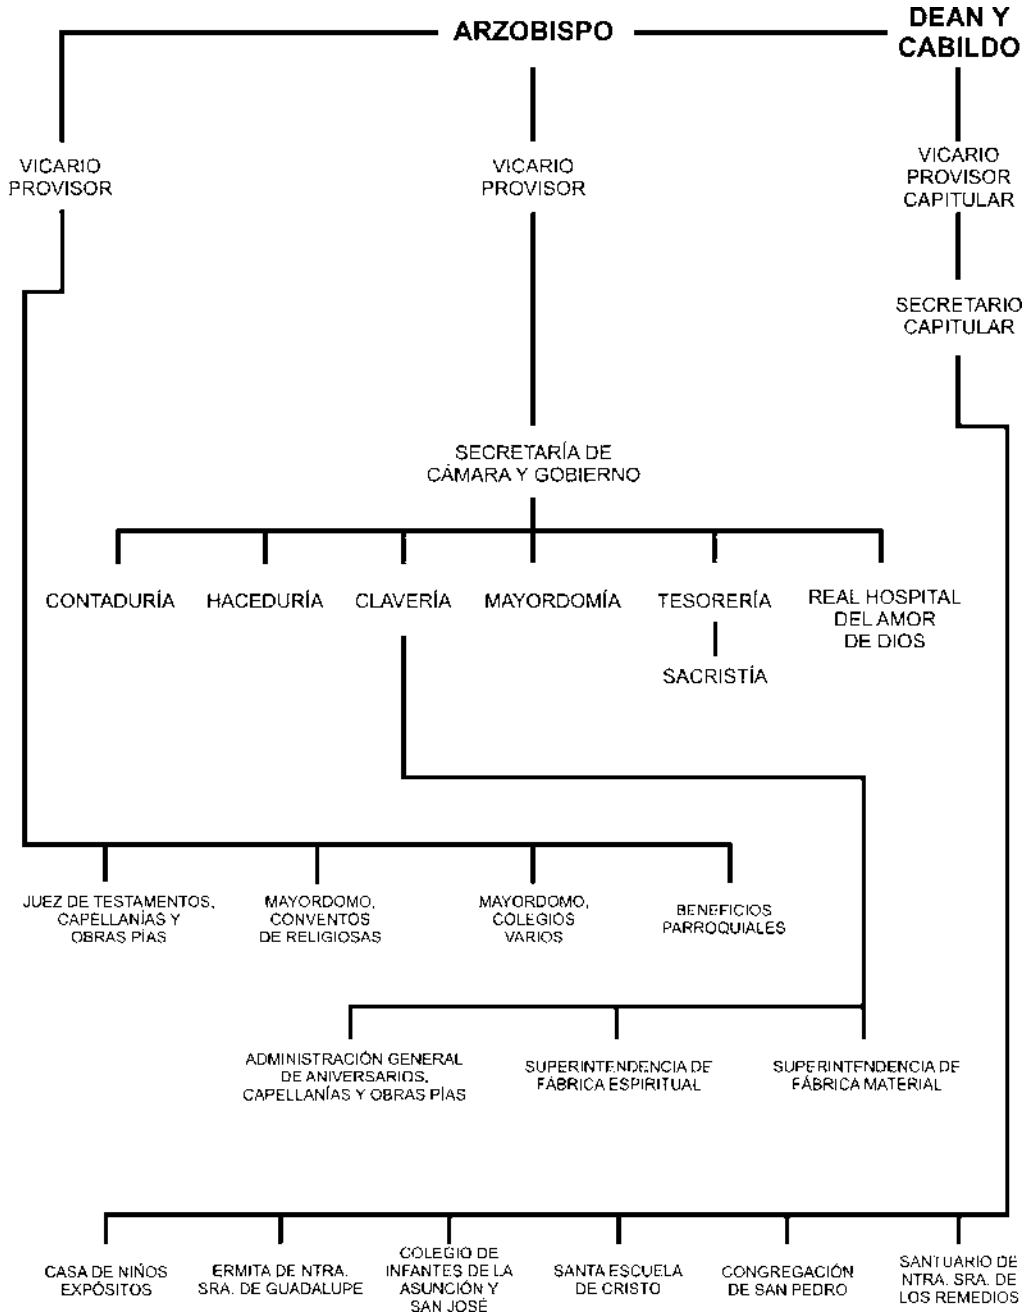 ARZOBISPO
DEAN Y
CABILDO
VICARIO
PROVISOR
VICARIO
PROVISOR
VICARIO
PROVISOR
CAPITULAR
SECRETARIO
CAPITULAR
SECRETARÍA DE
CÁMARA Y GOBIERNO
CONTADURÍA
HACEDURÍA
CLAVERÍA
MAYORDOMÍA
TESORERÍA
REAL HOSPITAL
DEL AMOR
DE DIOS
SACRISTÍA
JUEZ DE TESTAMENTOS,
CAPELLANÍAS Y
OBRAS PÍAS
MAYORDOMO,
CONVENTOS
DE RELIGIOSAS
MAYORDOMO,
COLEGIOS
VARIOS
BENEFICIOS
PARROQUIALES
ADMINISTRACIÓN GENERAL
DE ANIVERSARIOS,
CAPELLANÍAS Y OBRAS PÍAS
SUPERINTENDENCIA DE
FÁBRICA ESPIRITUAL
SUPERINTENDENCIA DE
FÁBRICA MATERIAL
CASA DE NIÑOS
EXPÓSITOS
ERMITA DE NTRA.
SRA. DE GUADALUPE
COLEGIO DE
INFANTES DE LA
ASUNCIÓN Y
SAN JOSÉ
SANTA ESCUELA
DE CRISTO
CONGREGACIÓN
DE SAN PEDRO
SANTUARIO DE
NTRA. SRA. DE
LOS REMEDIOS